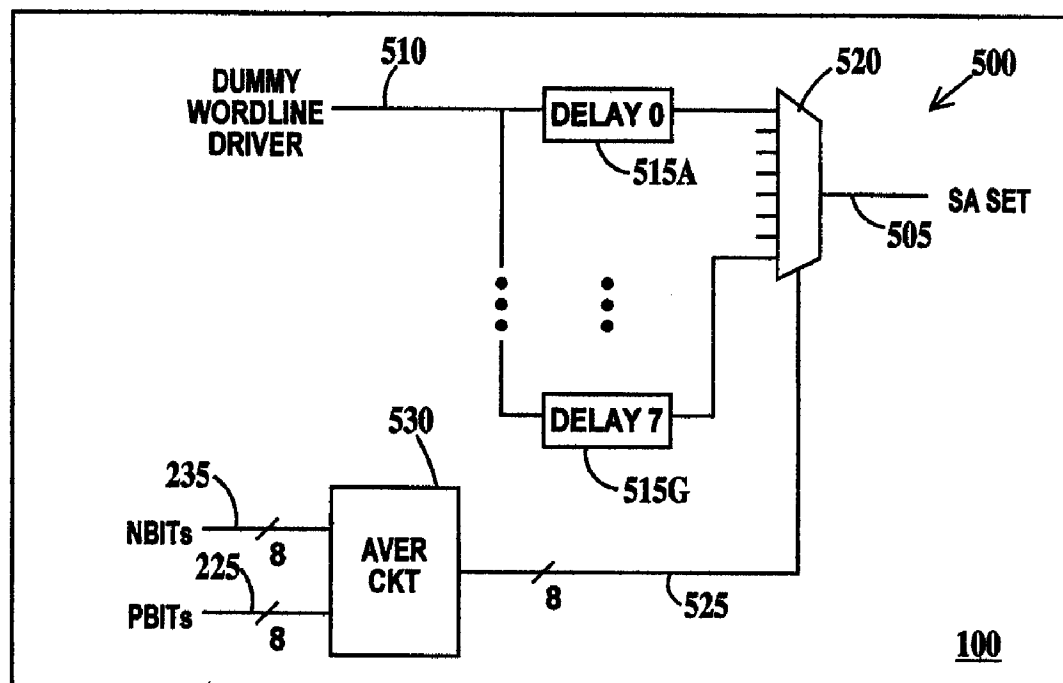 510
DUMMY
WORDLINE
DRIVER
DELAY 0
515A
520
500
SA SET
505
DELAY 7
515G
530
235
NBITs
8
225
PBITs
8
AVER
CKT
8
525
100